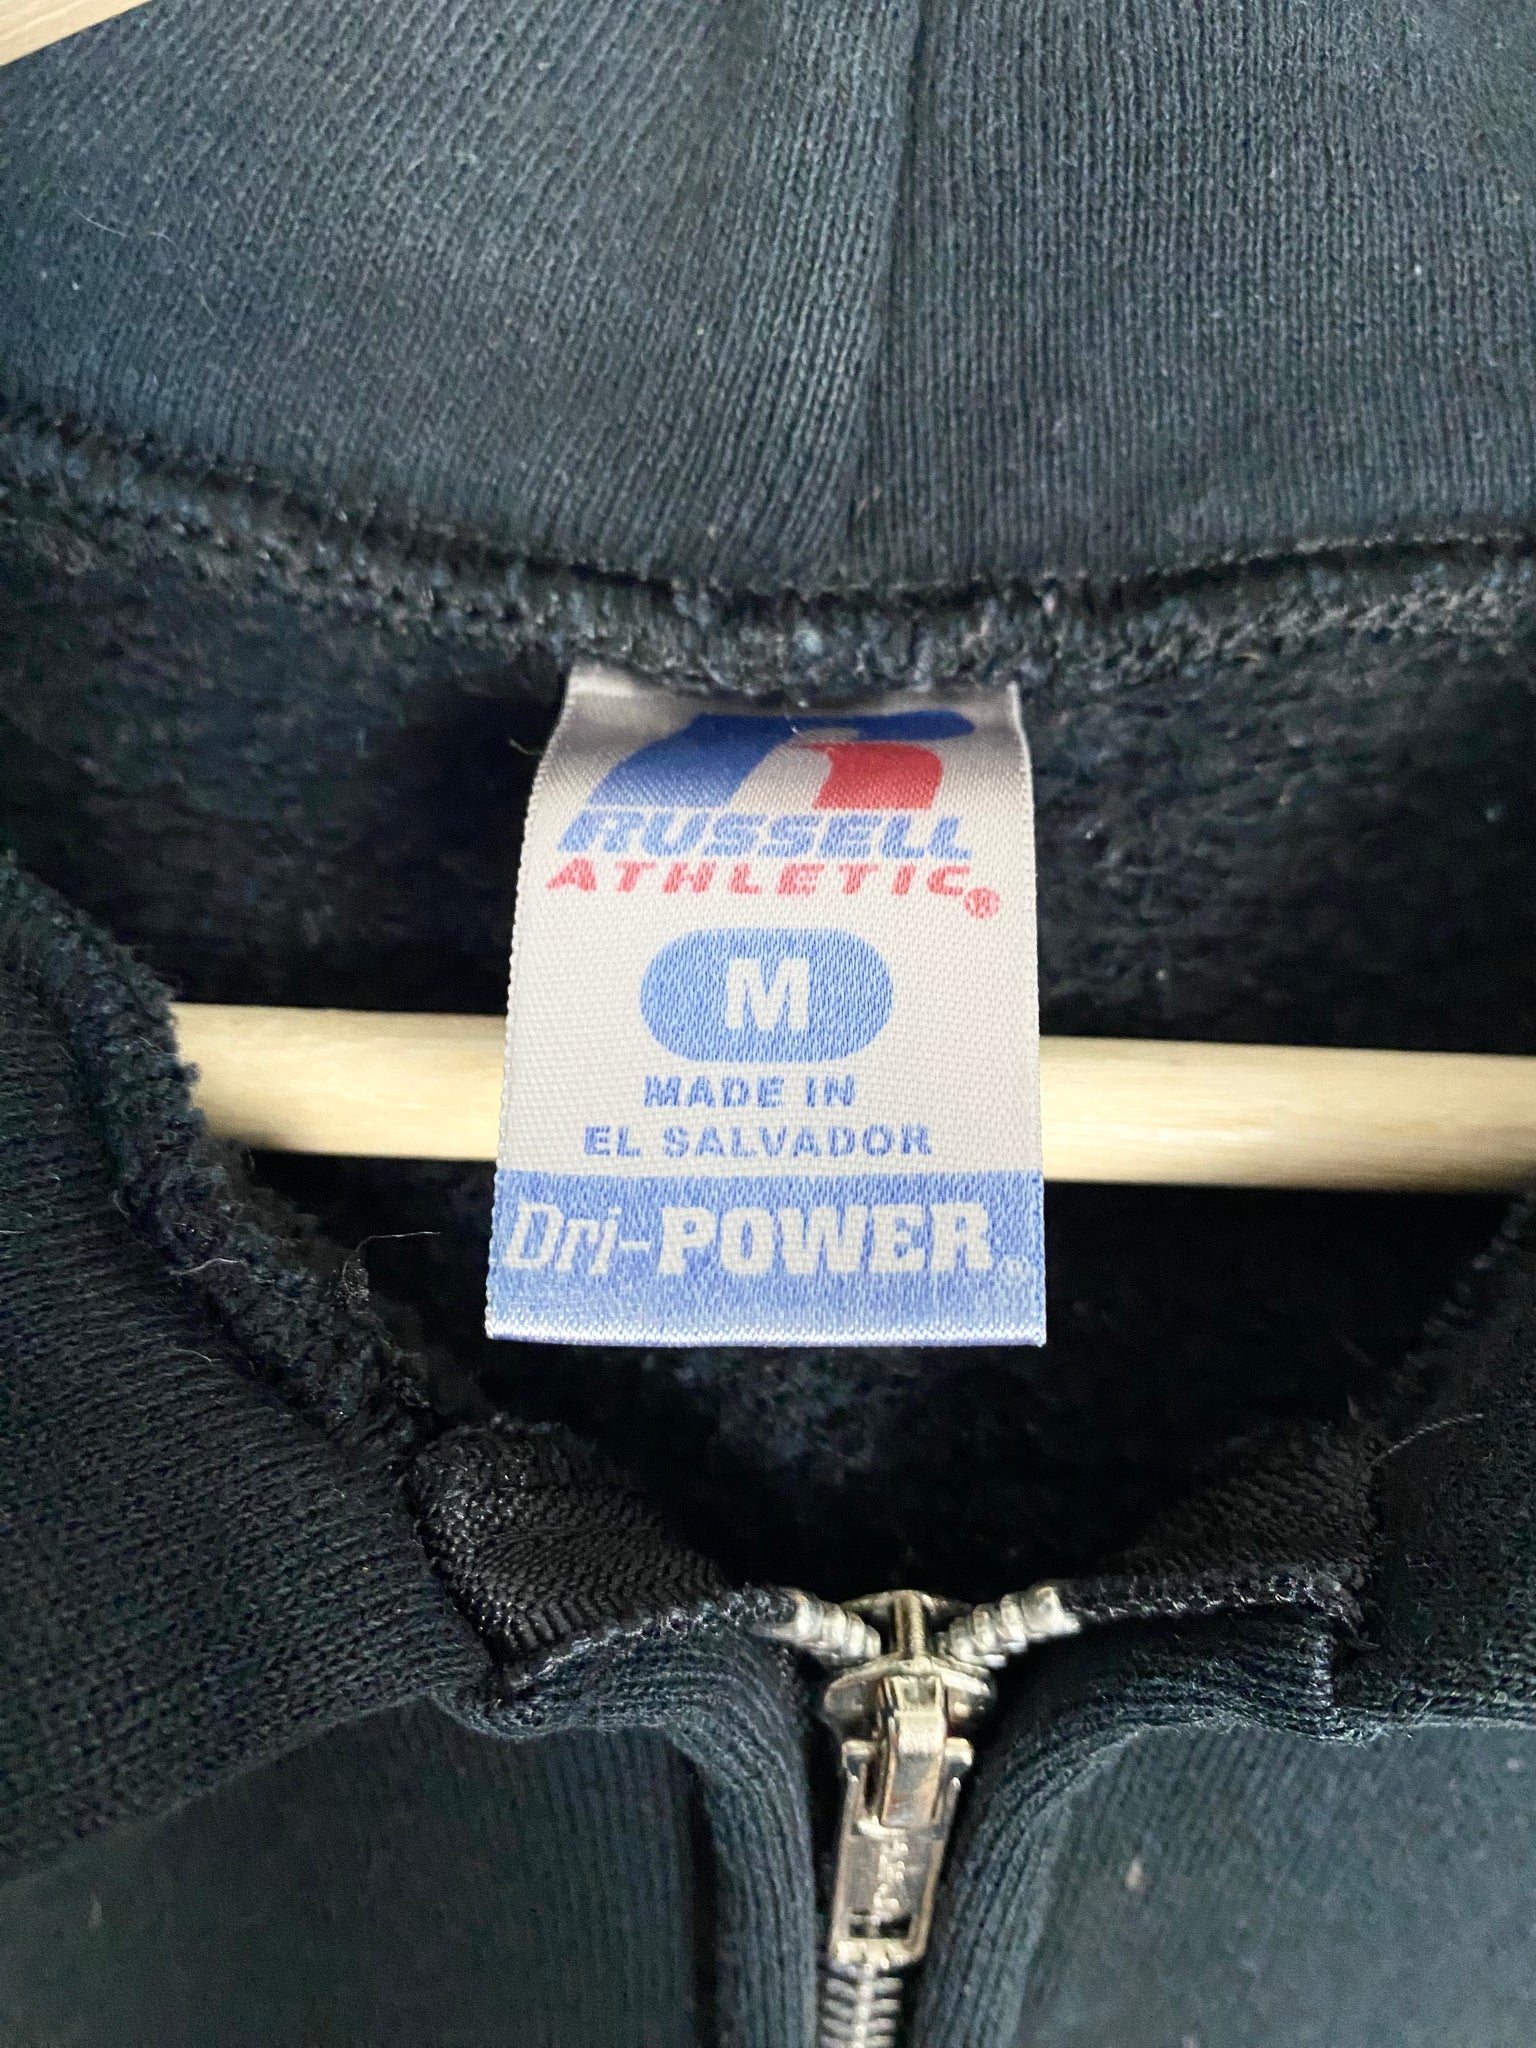 RUSSELL
ATHLETIC®
M
MADE IN
EL SALVADOR
Dri-POWER®